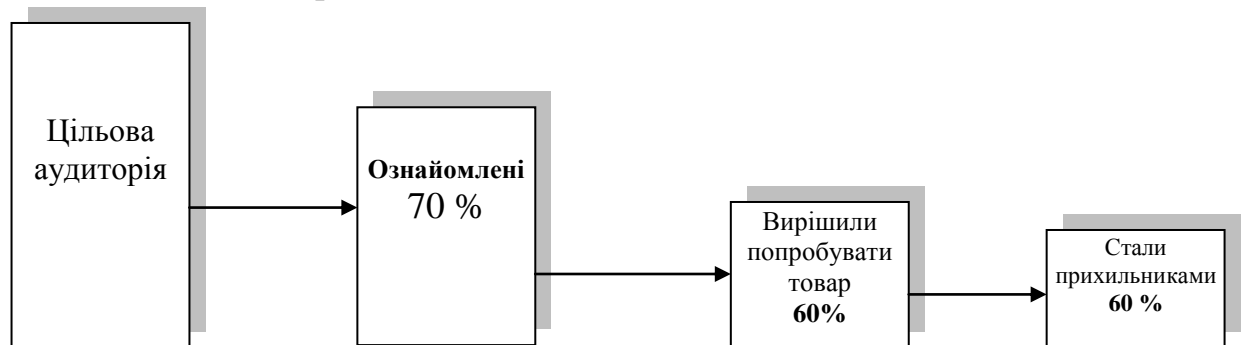 Цільова
аудиторія
Ознайомлені
70 %
Вирішили
попробувати
товар
60%
Стали
прихильниками
60 %